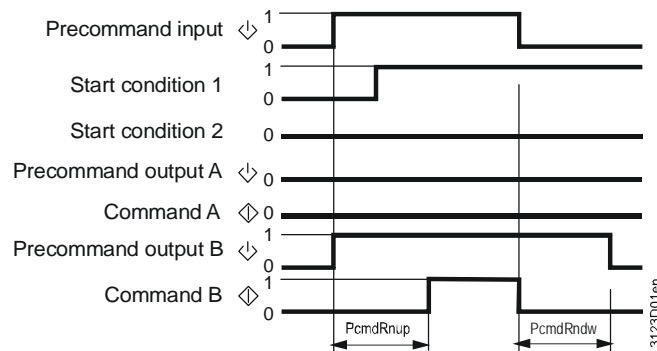 Precommand input 1
0
Start condition 1 1
0
Start condition 2 0
Precommand output A 0
Command A 0
Precommand output B 1
0
Command B 1
0
PcmdRnup PcmdRndw
3123D01en